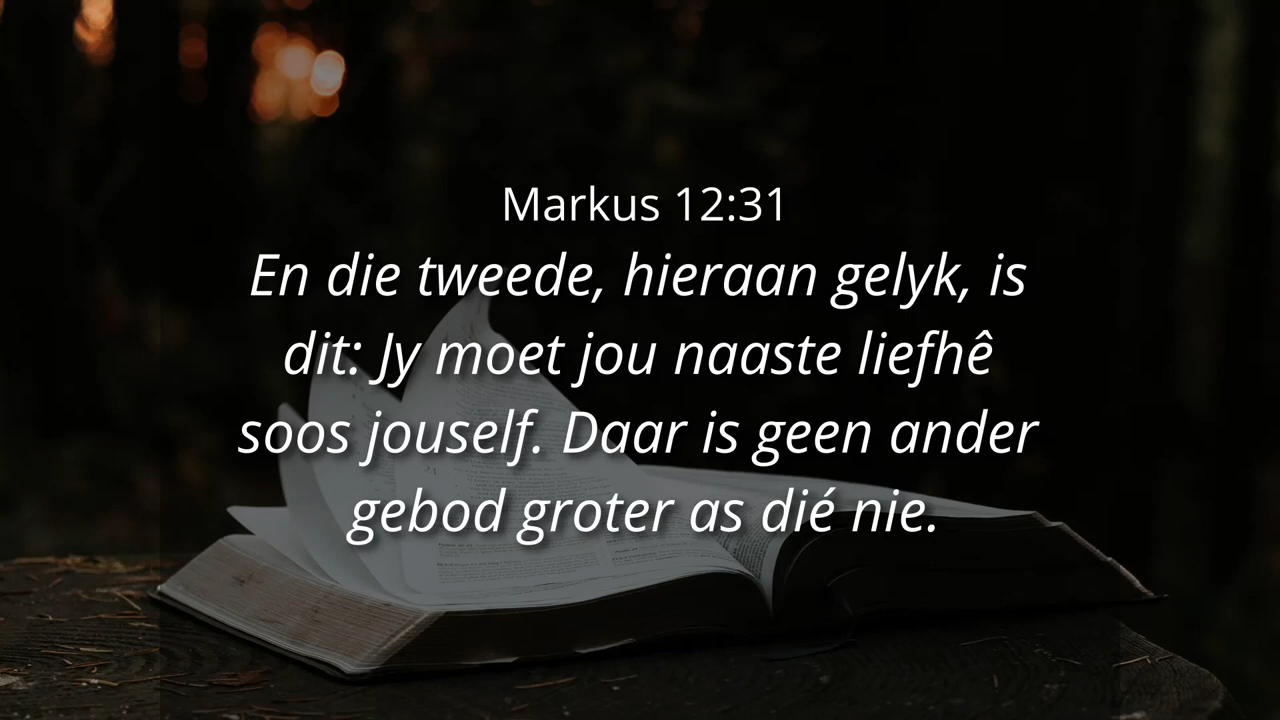 Markus 12:31
En die tweede, hieraan gelyk, is
dit: Jy moet jou naaste liefhê
soos jouself. Daar is geen ander
gebod groter as dié nie.